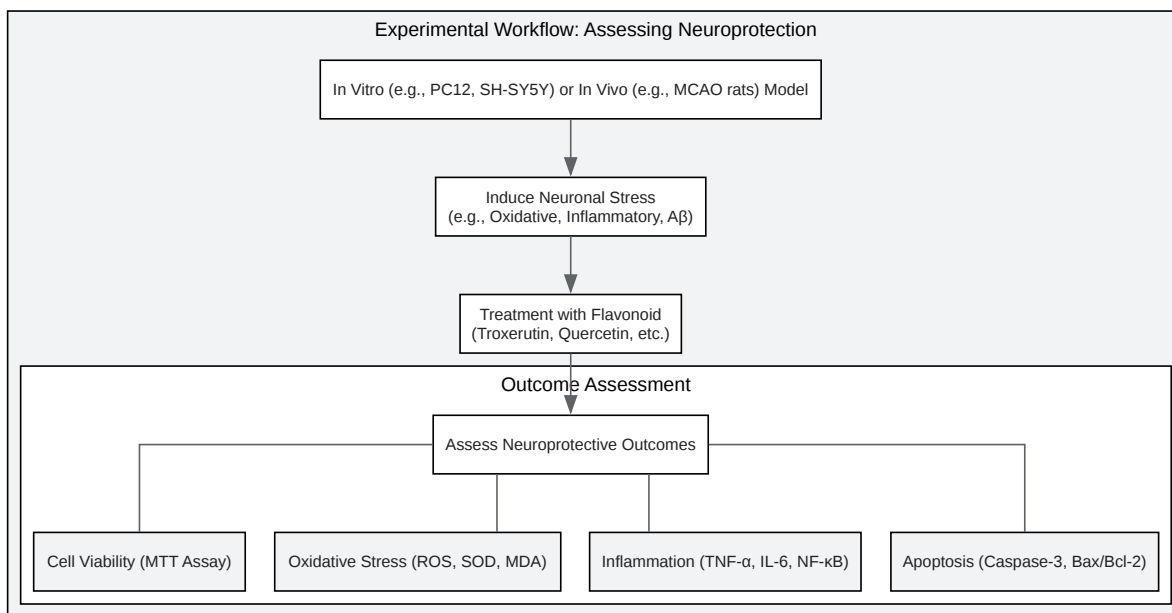 Experimental Workflow: Assessing Neuroprotection
In Vitro (e.g., PC12, SH-SY5Y) or In Vivo (e.g., MCAO rats) Model
Induce Neuronal Stress
(e.g., Oxidative, Inflammatory, Aβ)
Treatment with Flavonoid
(Troxerutin, Quercetin, etc.)
Outcome Assessment
Assess Neuroprotective Outcomes
Cell Viability (MTT Assay)
Oxidative Stress (ROS, SOD, MDA)
Inflammation (TNF-α, IL-6, NF-κB)
Apoptosis (Caspase-3, Bax/Bcl-2)